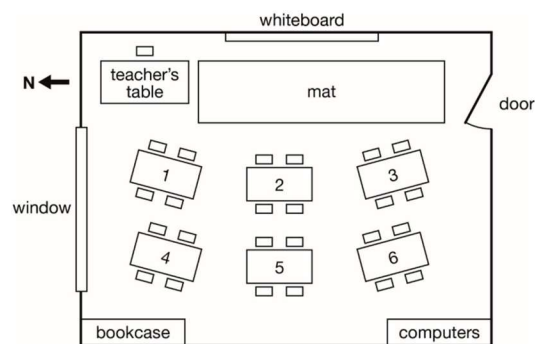 whiteboard
N
teacher's
table
mat
door
1
2
3
window
4
5
6
bookcase
computers